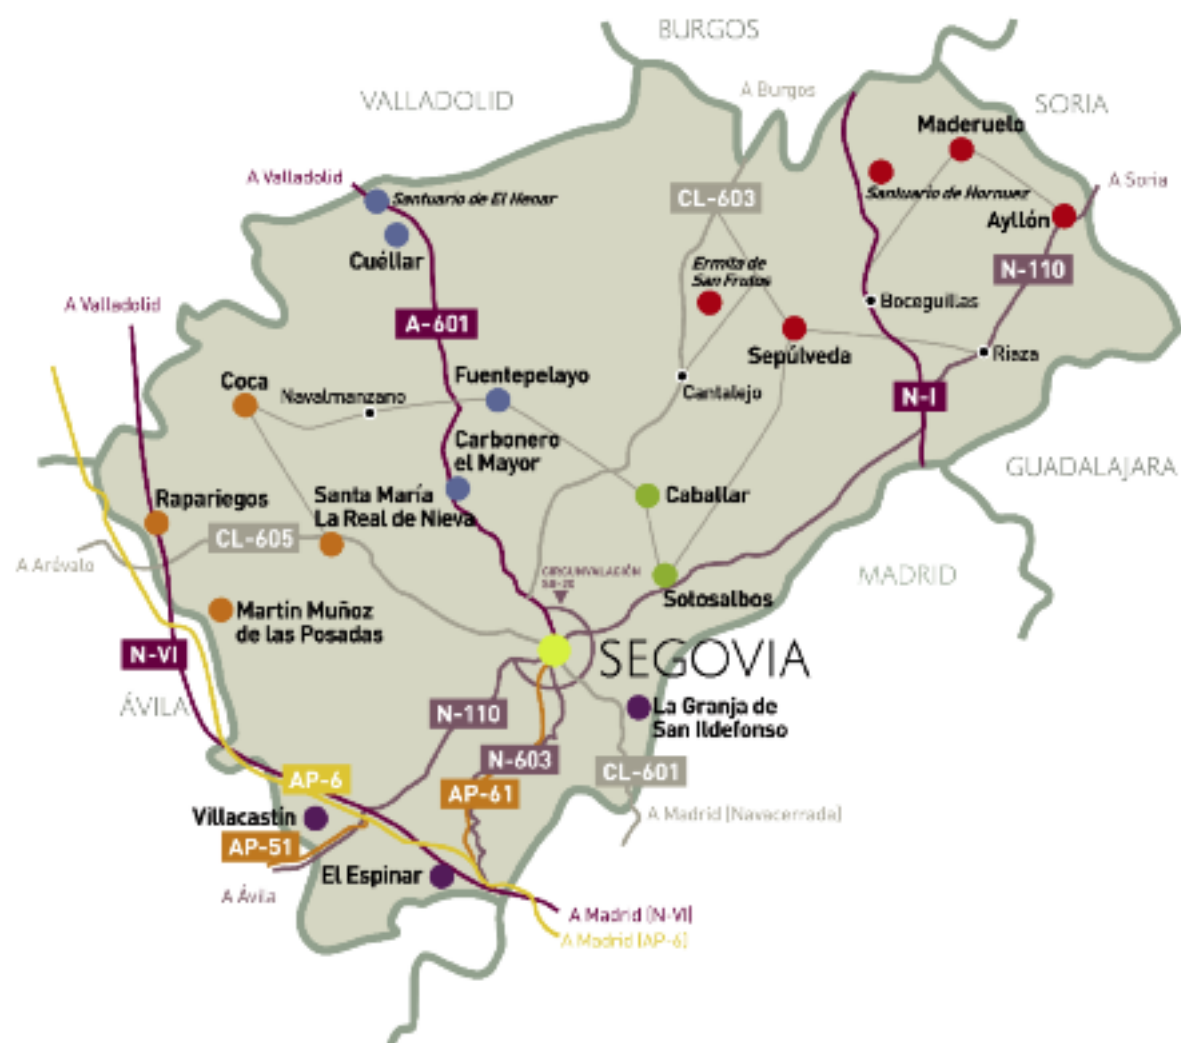 BURGOS
VALLADOLID
A Burgos
SORIA
Maderuelo
A Valladolid
Santuario de El Henar
CL-603
Santuario de Hornuez
A Soria
Ayllón
Cuéllar
Ermita de
San Frutos
N-110
A Valladolid
Boceguillas
A-601
Sepúlveda
Riaza
Coca
Navalmanzano
Fuentepelayo
Cantalejo
N-I
Carbonero
el Mayor
GUADALAJARA
Rapariegos
Santa María
La Real de Nieva
Caballar
CL-605
A Arévalo
CIRCUNVALACIÓN
SG-20
MADRID
Sotosalbos
Martín Muñoz
de las Posadas
N-VI
SEGOVIA
ÁVILA
N-110
La Granja de
San Ildefonso
N-603
CL-601
AP-6
AP-61
Villacastín
A Madrid (Navacerrada)
AP-51
El Espinar
A Ávila
A Madrid (N-VI)
A Madrid (AP-6)